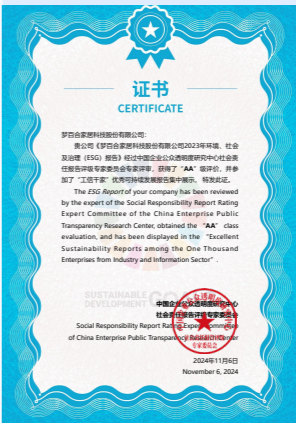 证书
CERTIFICATE
梦百合家居科技股份有限公司：
贵公司《梦百合家居科技股份有限公司2023年环境、社会
及治理（ESG）报告》经过中国企业公众透明度研究中心社会责
任报告评级专家委员会专家评审，获得了“AA”级评价，并参
加了“工信千家”优秀可持续发展报告集中展示，特发此证。
The ESG Report of your company has been reviewed
by the expert of the Social Responsibility Report Rating
Expert Committee of the China Enterprise Public
Transparency Research Center, obtained the “AA” class
evaluation, and has been displayed in the “Excellent
Sustainability Reports among the One Thousand
Enterprises from Industry and Information Sector”.
SUSTAINABLE
DEVELOPMENT
中国企业公众透明度研究中心
社会责任报告评级专家委员会
Social Responsibility Report Rating Expert Committee
of China Enterprise Public Transparency Research Center
专家委员会
2024年11月6日
November 6, 2024